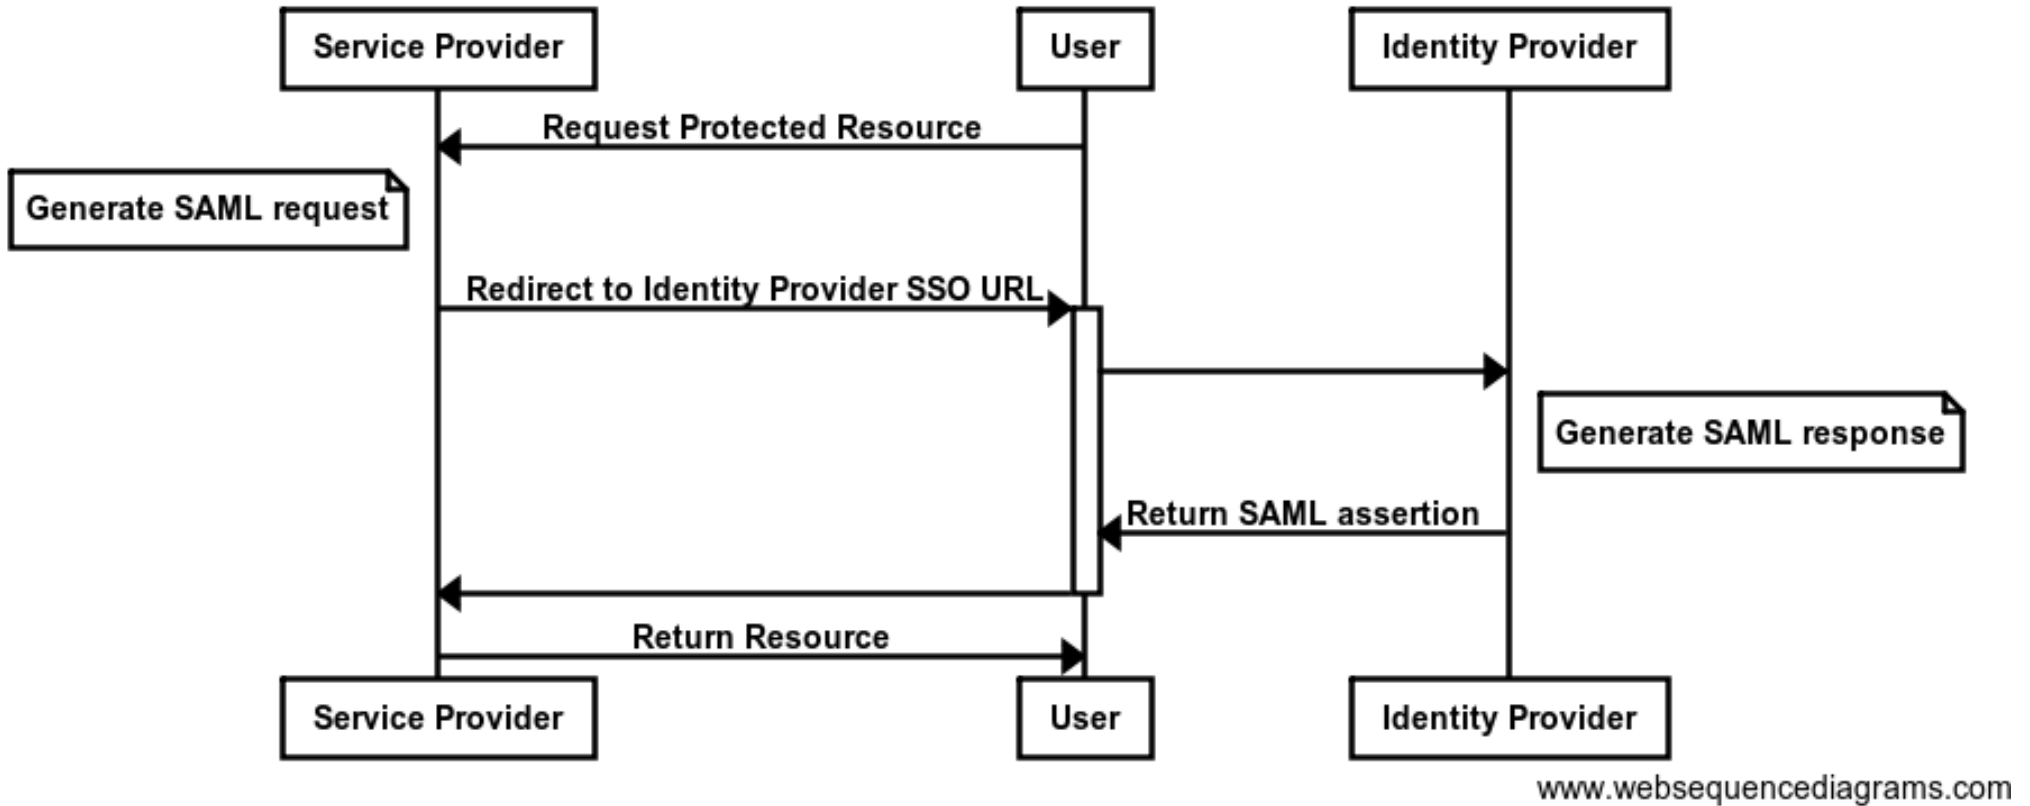 Service Provider
User
Identity Provider
Request Protected Resource
Generate SAML request
Redirect to Identity Provider SSO URL
Generate SAML response
Return SAML assertion
Return Resource
Service Provider
User
Identity Provider
www.websequencediagrams.com